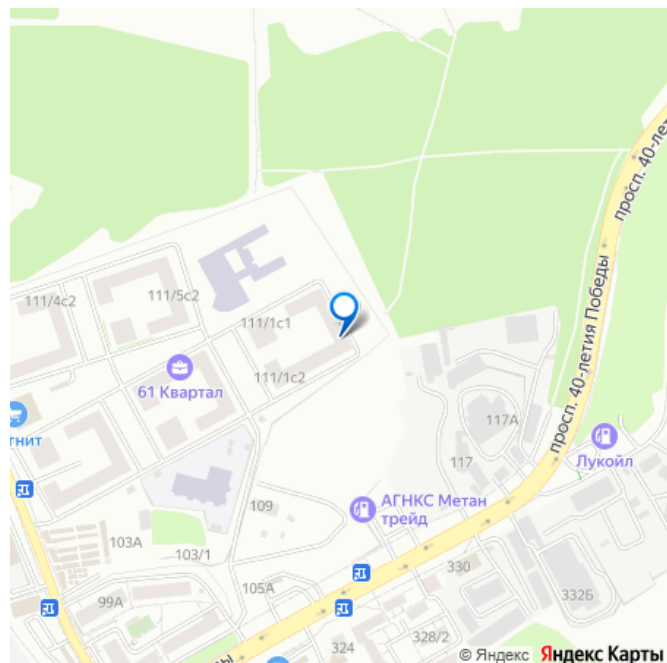 просп. 40-лет
просп. 40-летия Победы
111/4с2
111/5с2
111/1с1
111/1с2
61 Квартал
гнит
117А
117
Лукойл
АГНКС Метан
трейд
109
103А
103/1
105А
99А
330
332Б
324
328/2
ы
© Яндекс Яндекс Карты